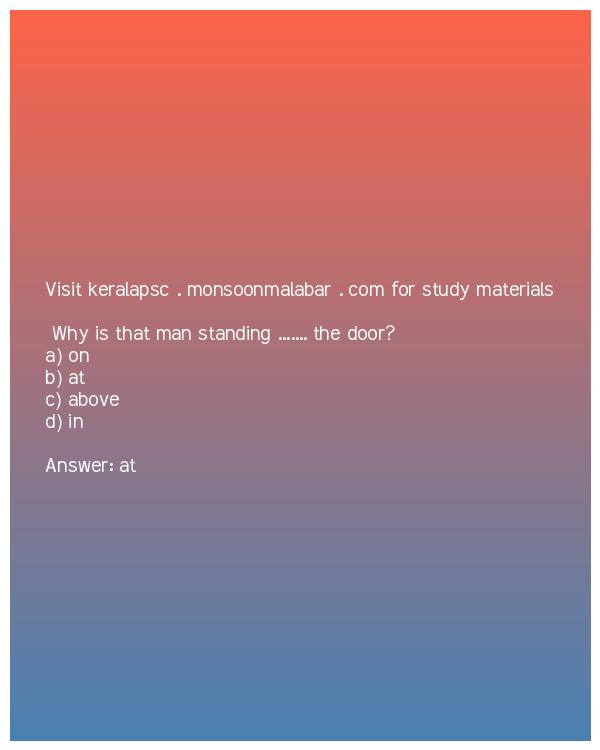 Visit keralapsc . monsoonmalabar . com for study materials
Why is that man standing ....... the door?
a) on
b) at
c) above
d) in
Answer: at